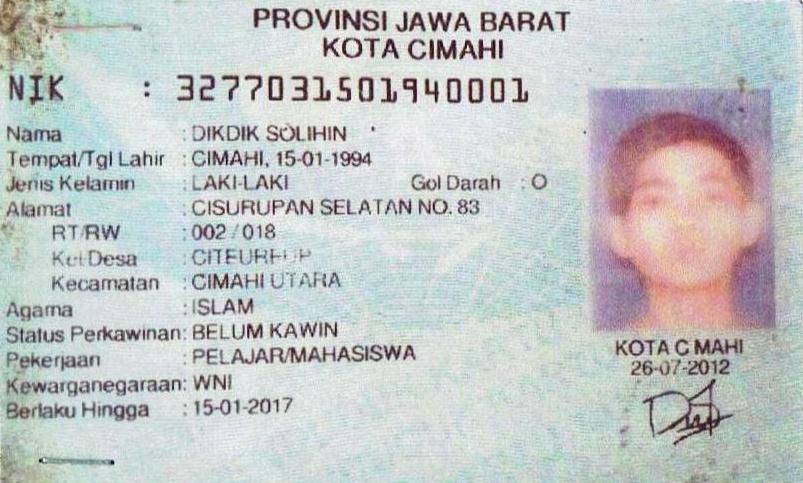 PROVINSI JAWA BARAT
KOTA CIMAHI
NIK : 3277031501940001
Nama : DIKDIK SOLIHIN
Tempat/Tgl Lahir : CIMAHI, 15-01-1994
Jenis Kelamin : LAKI-LAKI Gol Darah : O
Alamat : CISURUPAN SELATAN NO. 83
RT/RW : 002 / 018
Kel/Desa : CITEUREUP
Kecamatan : CIMAHI UTARA
Agama : ISLAM
Status Perkawinan: BELUM KAWIN
Pekerjaan : PELAJAR/MAHASISWA
Kewarganegaraan: WNI
Berlaku Hingga : 15-01-2017
KOTA CIMAHI
26-07-2012